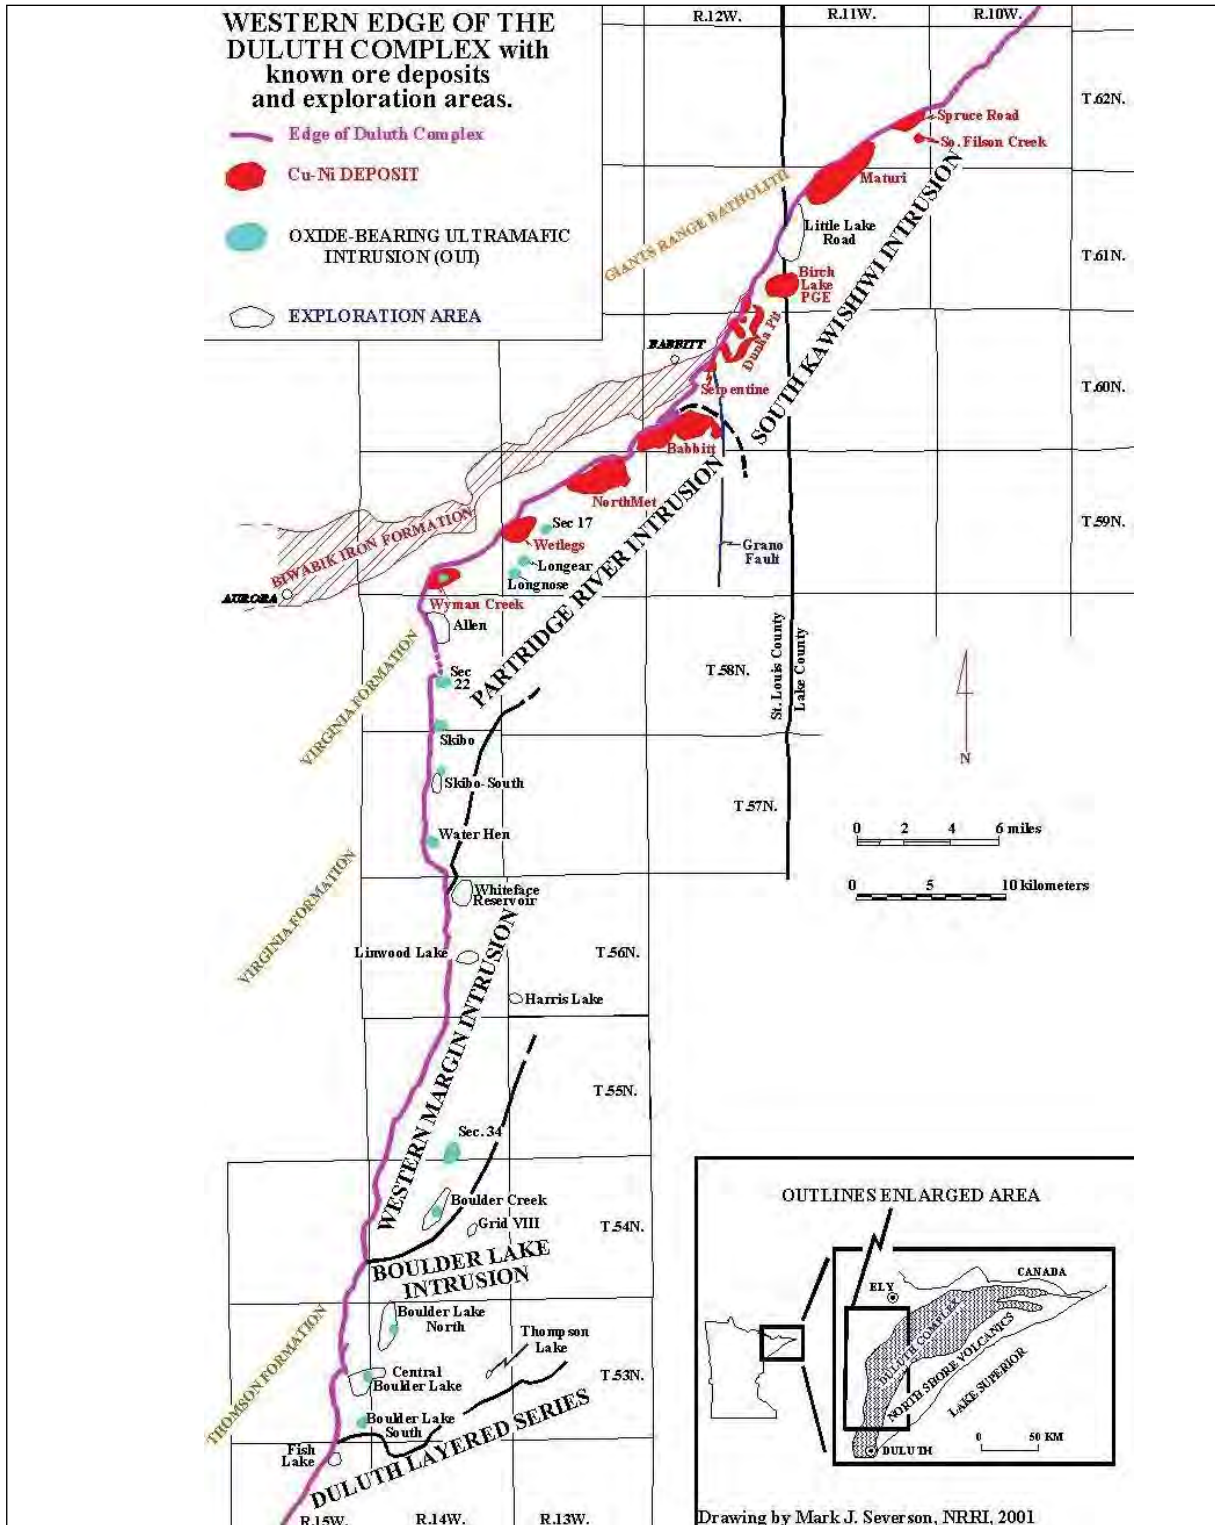 WESTERN EDGE OF THE
DULUTH COMPLEX with
known ore deposits
and exploration areas.
Edge of Duluth Complex
Cu-Ni DEPOSIT
OXIDE-BEARING ULTRAMAFIC
INTRUSION (OUI)
EXPLORATION AREA
R.12W.
R.11W.
R.10W.
T.62N.
Spruce Road
So. Filson Creek
Maturi
GIANTS RANGE BATHOLITH
Little Lake
Road
T.61N.
Birch
Lake
PGE
SOUTH KAWISHIWI INTRUSION
Dunka Pit
BABBITT
Serpentine
T.60N.
Babbitt
NorthMet
PARTRIDGE RIVER INTRUSION
BIWABIK IRON FORMATION
Sec 17
Wetlegs
Longear
Longnose
Grano
Fault
T.59N.
AURORA
Wyman Creek
Allen
VIRGINIA FORMATION
Sec
22
T.58N.
St. Louis County
Lake County
Skibo
Skibo-South
T.57N.
N
Water Hen
0 2 4 6 miles
0 5 10 kilometers
VIRGINIA FORMATION
Whiteface
Reservoir
WESTERN MARGIN INTRUSION
Linwood Lake
T.56N.
Harris Lake
T.55N.
Sec. 34
Boulder Creek
Grid VIII
T.54N.
BOULDER LAKE
INTRUSION
Boulder Lake
North
Thompson
Lake
THOMSON FORMATION
Central
Boulder Lake
T.53N.
Boulder Lake
South
DULUTH LAYERED SERIES
Fish
Lake
R.15W.
R.14W.
R.13W.
OUTLINES ENLARGED AREA
CANADA
ELY
DULUTH COMPLEX
NORTH SHORE VOLCANICS
LAKE SUPERIOR
0 50 KM
DULUTH
Drawing by Mark J. Severson, NRRI, 2001